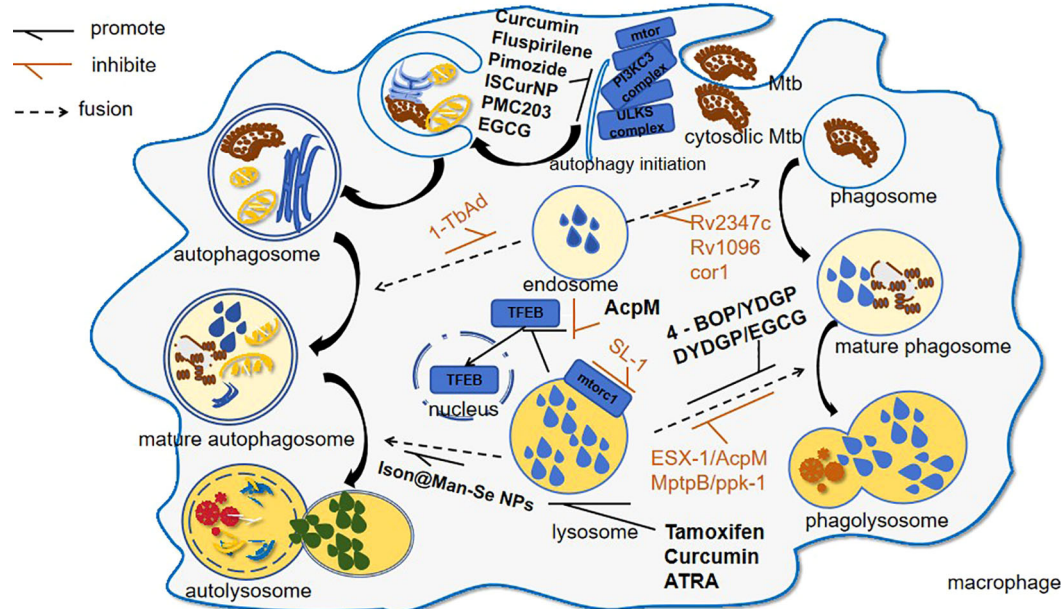 promote
inhibite
fusion
Curcumin
Fluspirilene
Pimozide
ISCurNP
PMC203
EGCG
mtor
PI3KC3
complex
ULKS
complex
autophagy initiation
Mtb
cytosolic Mtb
phagosome
autophagosome
1-TbAd
endosome
Rv2347c
Rv1096
cor1
TFEB
AcpM
4 - BOP/YDGP
DYDGP/EGCG
mature phagosome
SL-1
mtorc1
TFEB
nucleus
mature autophagosome
Ison@Man-Se NPs
ESX-1/AcpM
MptpB/ppk-1
lysosome
Tamoxifen
Curcumin
ATRA
phagolysosome
autolysosome
macrophage